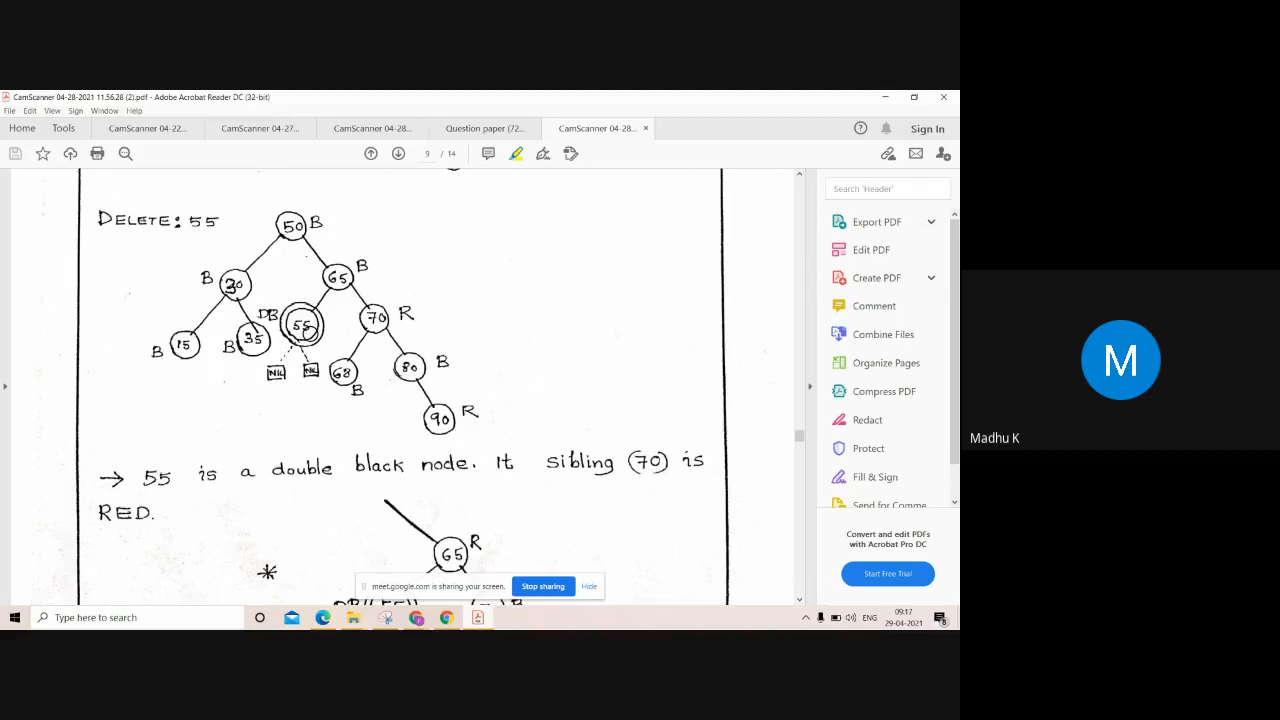 CamScanner 04-28-2021 11.56.28 (2).pdf - Adobe Acrobat Reader DC (32-bit)
File Edit View Sign Window Help
Home Tools CamScanner 04-22... CamScanner 04-27... CamScanner 04-28... Question paper (72... CamScanner 04-28... × Sign In
9 / 14
Search 'Header'
Export PDF
Edit PDF
Create PDF
Comment
Combine Files
Organize Pages
Compress PDF
Redact
Protect
Fill & Sign
Send for Comme
Convert and edit PDFs
with Acrobat Pro DC
Start Free Trial
DELETE: 55
50 B
B 30 65 B
DB 55 70 R
B 15 B 35
NIL NIL 68 B 80 B
90 R
→ 55 is a double black node. It sibling (70) is
RED.
65 R
*
meet.google.com is sharing your screen. Stop sharing Hide
Type here to search
ENG
09:17
29-04-2021
8
M
Madhu K